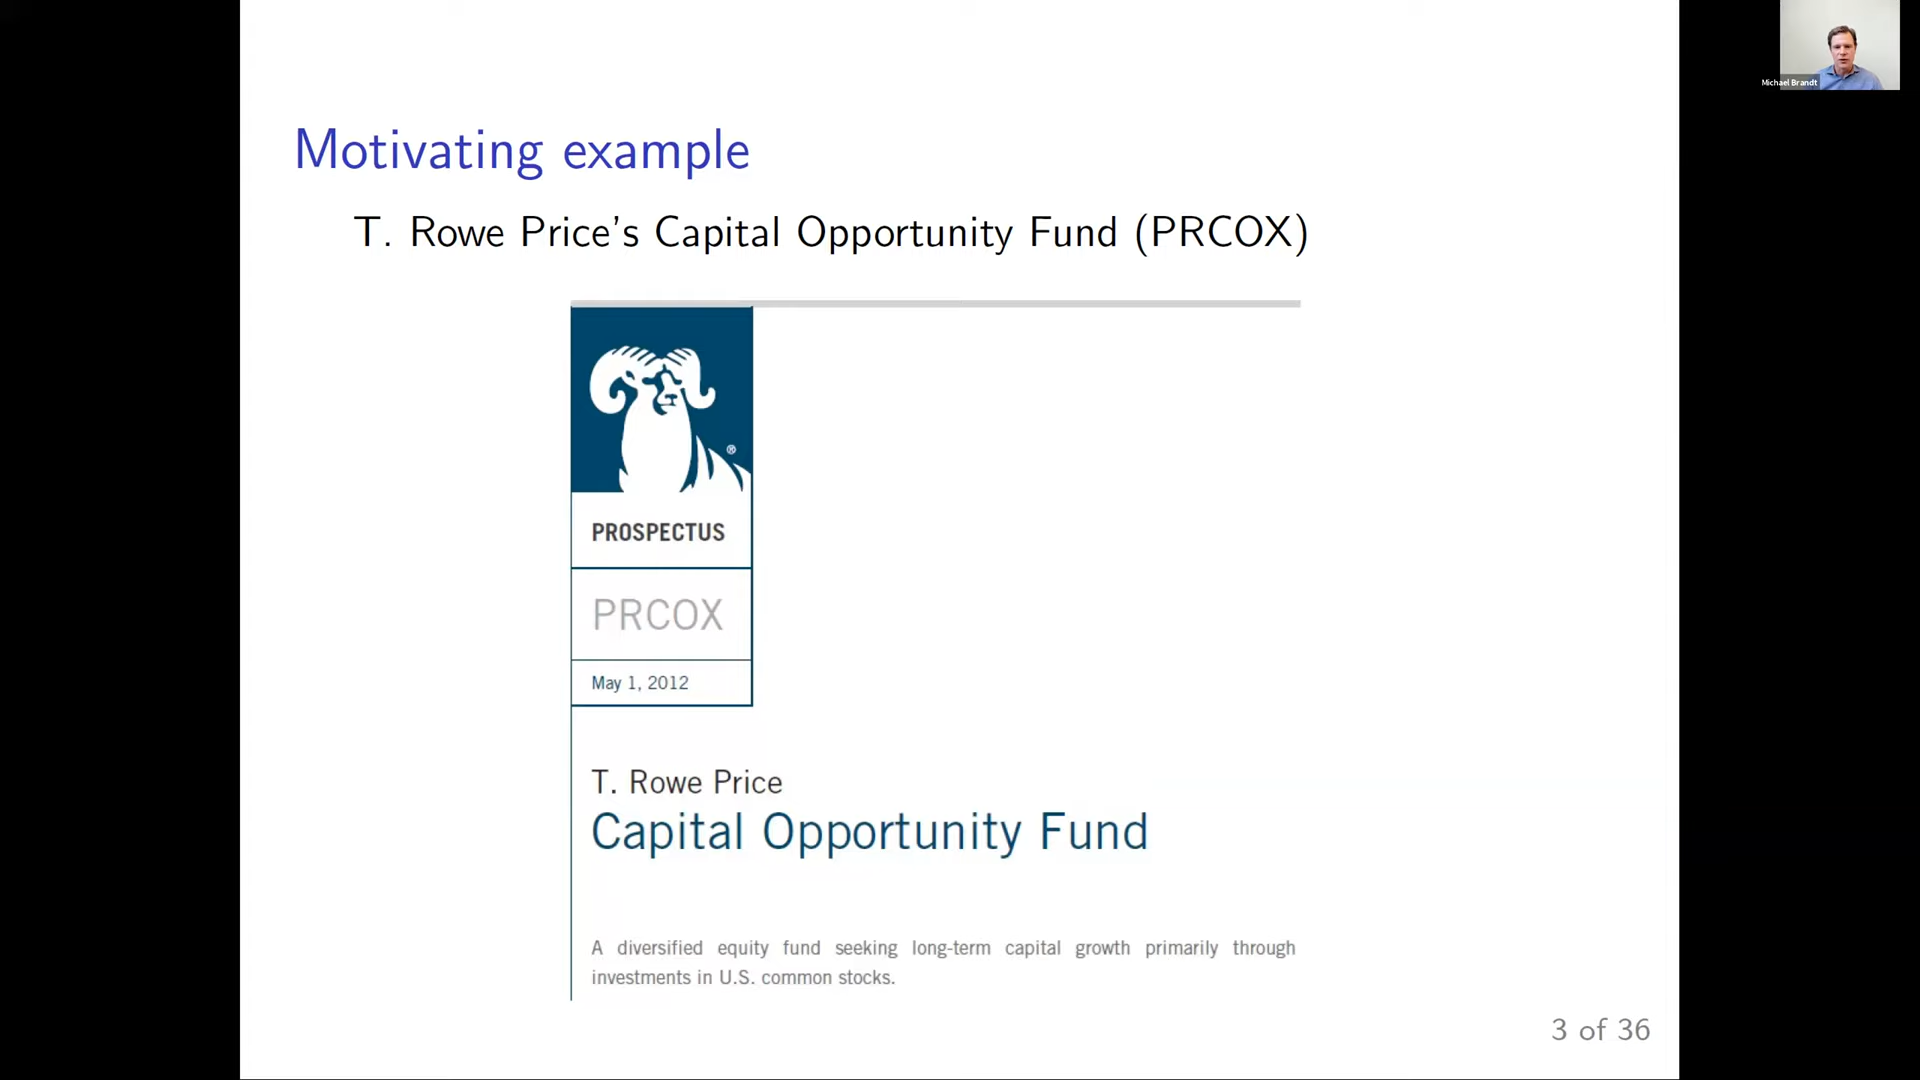 Michael Brandt
Motivating example
T. Rowe Price's Capital Opportunity Fund (PRCOX)
®
PROSPECTUS
PRCOX
May 1, 2012
T. Rowe Price
Capital Opportunity Fund
A diversified equity fund seeking long-term capital growth primarily through
investments in U.S. common stocks.
3 of 36